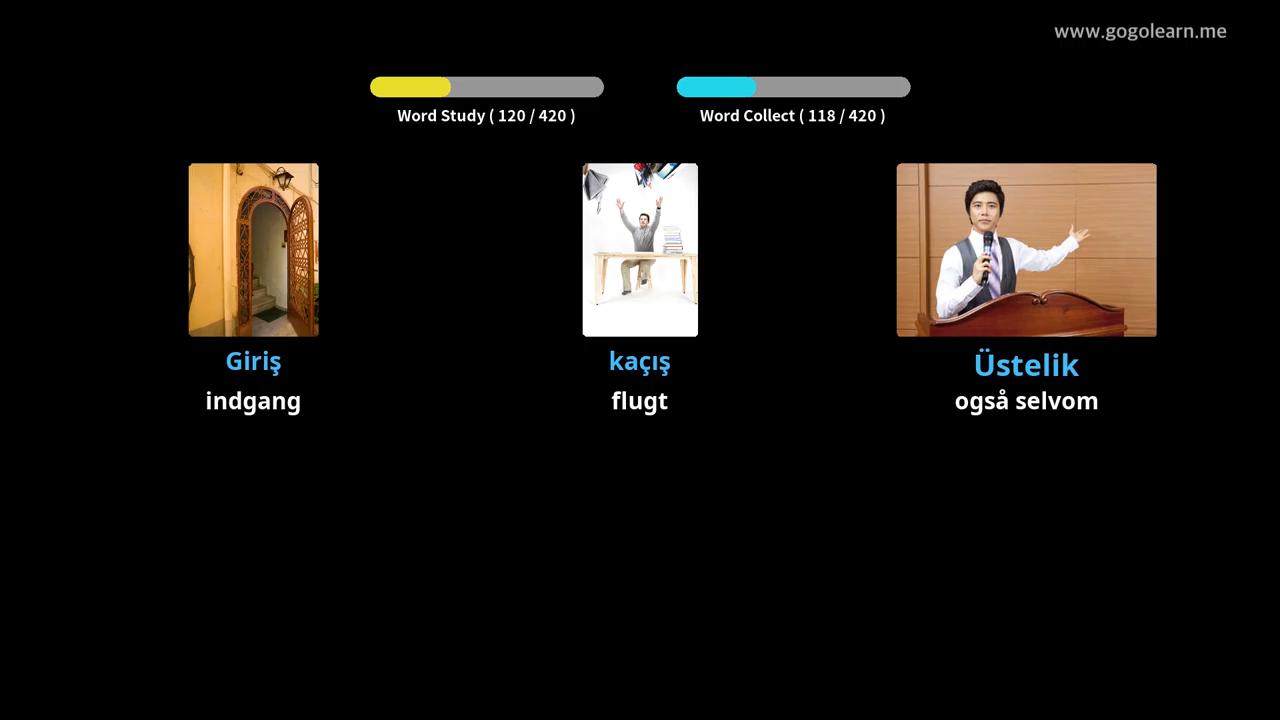 www.gogolearn.me
Word Study ( 120 / 420 )
Word Collect ( 118 / 420 )
Giriş
indgang
kaçış
flugt
Üstelik
også selvom